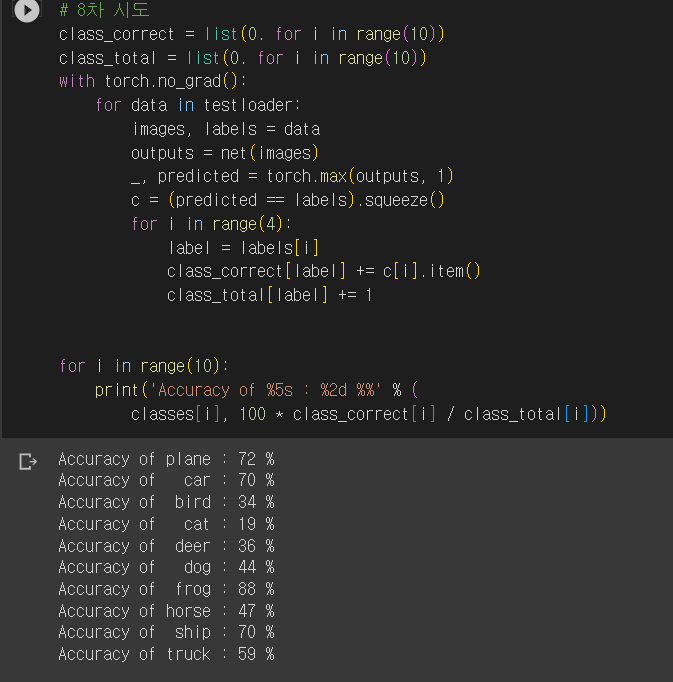 # 8차 시도
class_correct = list(0. for i in range(10))
class_total = list(0. for i in range(10))
with torch.no_grad():
    for data in testloader:
        images, labels = data
        outputs = net(images)
        _, predicted = torch.max(outputs, 1)
        c = (predicted == labels).squeeze()
        for i in range(4):
            label = labels[i]
            class_correct[label] += c[i].item()
            class_total[label] += 1
for i in range(10):
    print('Accuracy of %5s : %2d %%' % (
        classes[i], 100 * class_correct[i] / class_total[i]))
Accuracy of plane : 72 %
Accuracy of   car : 70 %
Accuracy of  bird : 34 %
Accuracy of   cat : 19 %
Accuracy of  deer : 36 %
Accuracy of   dog : 44 %
Accuracy of  frog : 88 %
Accuracy of horse : 47 %
Accuracy of  ship : 70 %
Accuracy of truck : 59 %